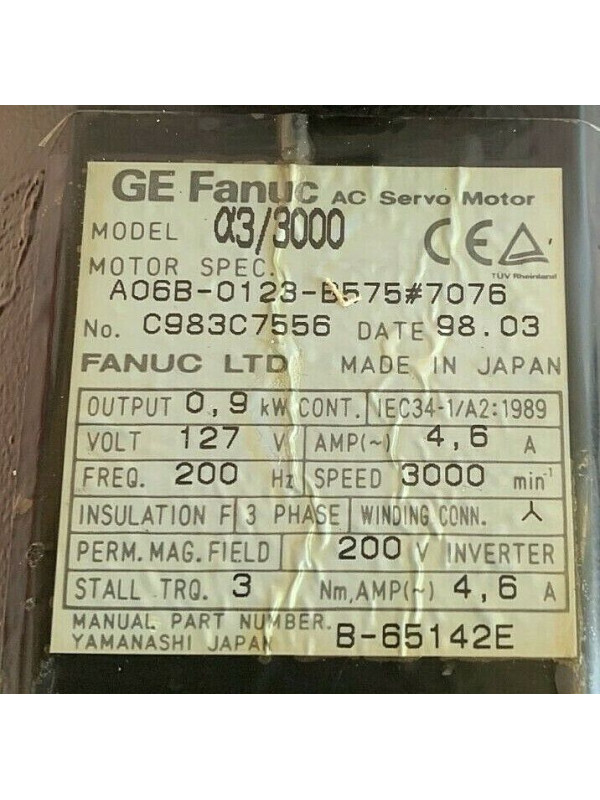 GE Fanuc AC Servo Motor
MODEL α3/3000
CE
TÜV Rheinland
MOTOR SPEC.
A06B-0123-B575#7076
No. C983C7556 DATE 98.03
FANUC LTD MADE IN JAPAN
OUTPUT 0,9 kW CONT. IEC34-1/A2:1989
VOLT 127 V AMP(~) 4,6 A
FREQ. 200 Hz SPEED 3000 min⁻¹
INSULATION F 3 PHASE WINDING CONN. 人
PERM. MAG. FIELD 200 V INVERTER
STALL TRQ. 3 Nm, AMP(~) 4,6 A
MANUAL PART NUMBER.
YAMANASHI JAPAN B-65142E